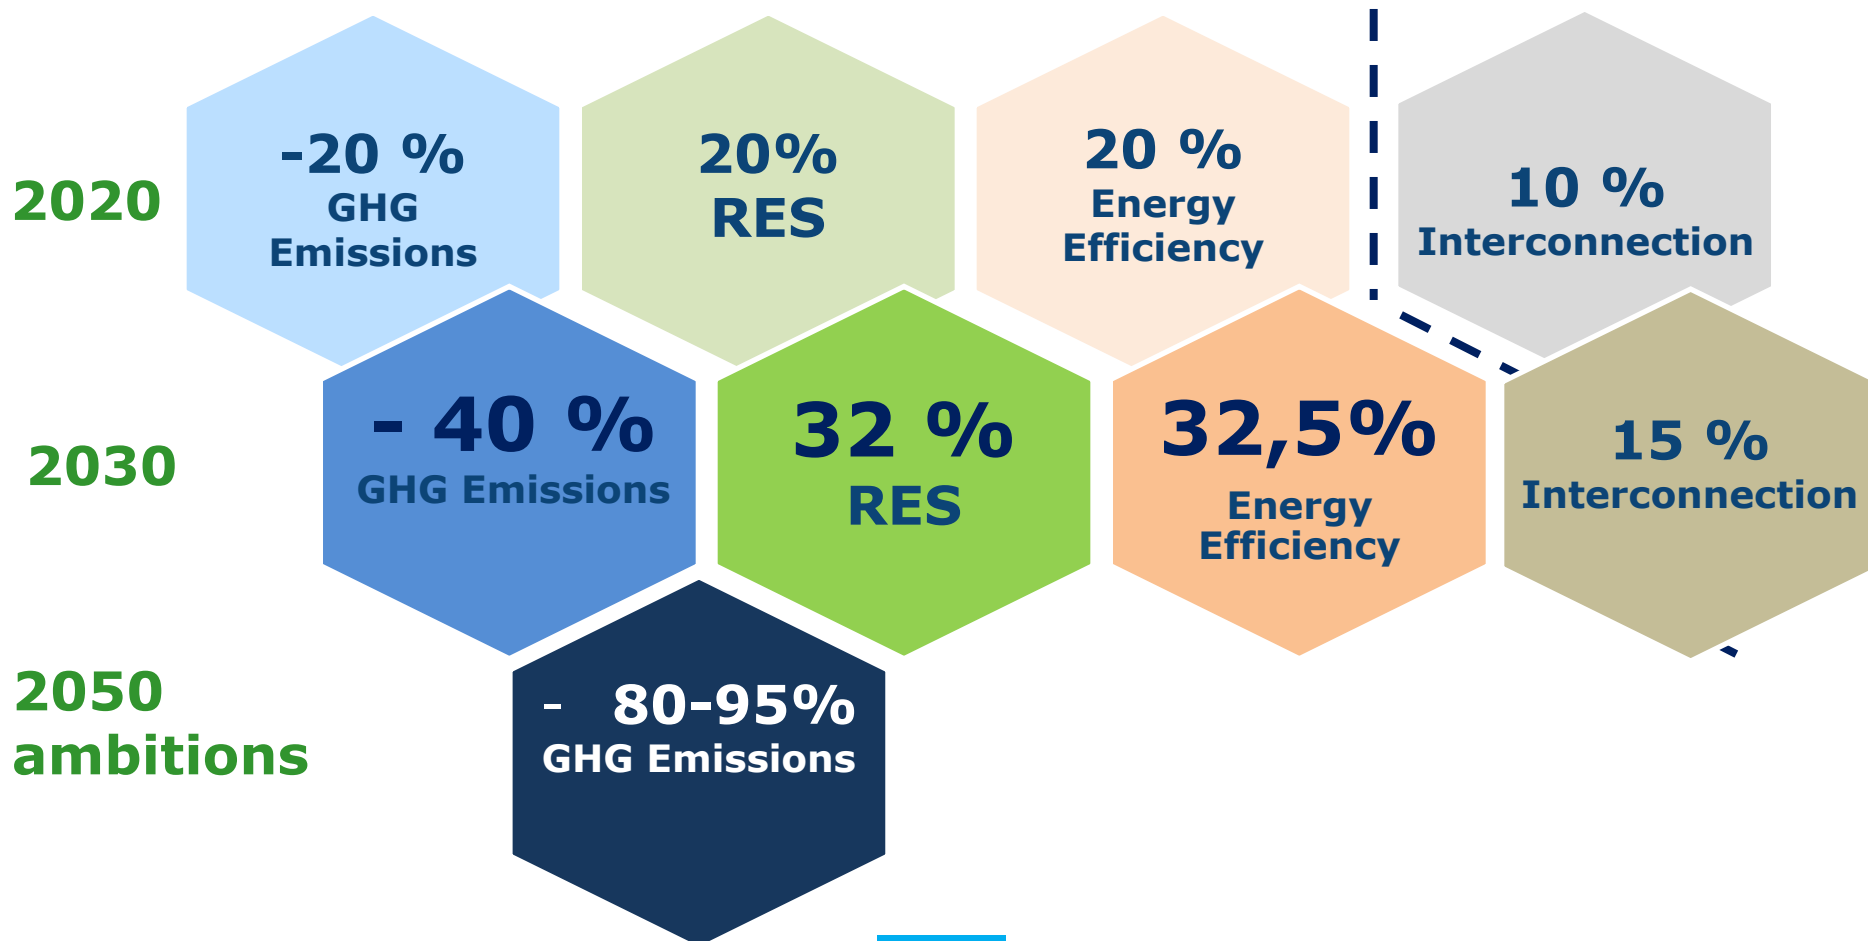 2020
-20 %
GHG
Emissions
20%
RES
20 %
Energy
Efficiency
10 %
Interconnection
2030
- 40 %
GHG Emissions
32 %
RES
32,5%
Energy
Efficiency
15 %
Interconnection
2050
ambitions
- 80-95%
GHG Emissions